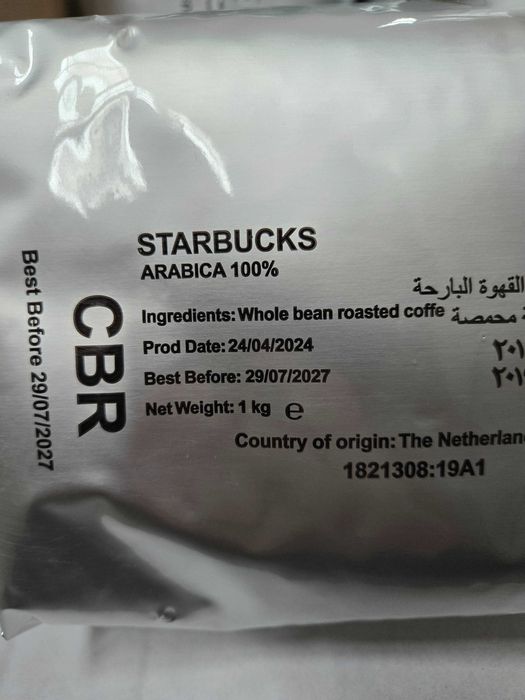 STARBUCKS
ARABICA 100%
القهوة البارحة
Ingredients: Whole bean roasted coffe
محمصة
Prod Date: 24/04/2024
Best Before: 29/07/2027
Net Weight: 1 kg e
Country of origin: The Netherlan
1821308:19A1
CBR
Best Before 29/07/2027